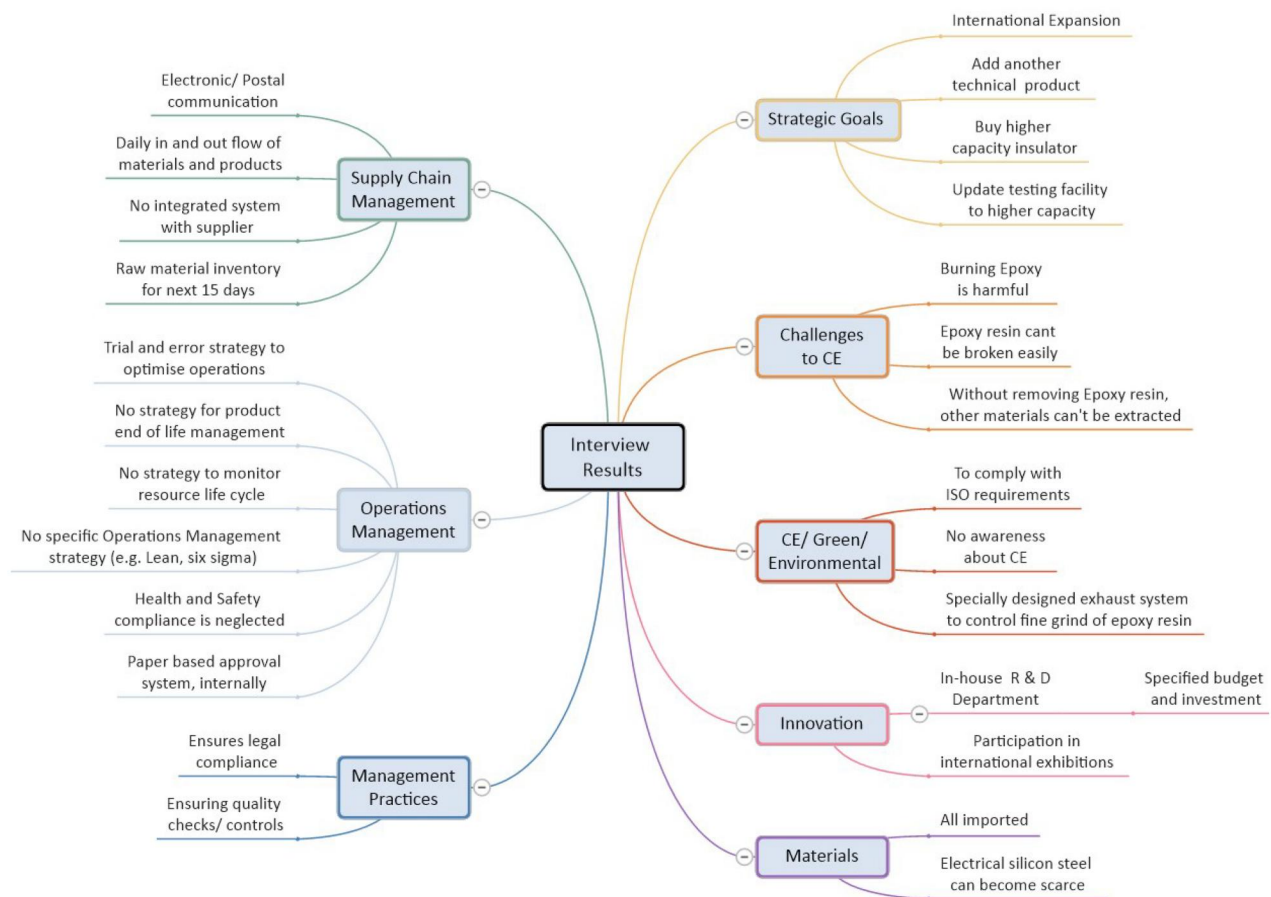 Interview
Results
Supply Chain
Management
Electronic/ Postal
communication
Daily in and out flow of
materials and products
No integrated system
with supplier
Raw material inventory
for next 15 days
Operations
Management
Trial and error strategy to
optimise operations
No strategy for product
end of life management
No strategy to monitor
resource life cycle
No specific Operations Management
strategy (e.g. Lean, six sigma)
Health and Safety
compliance is neglected
Paper based approval
system, internally
Management
Practices
Ensures legal
compliance
Ensuring quality
checks/ controls
Strategic Goals
International Expansion
Add another
technical product
Buy higher
capacity insulator
Update testing facility
to higher capacity
Challenges
to CE
Burning Epoxy
is harmful
Epoxy resin cant
be broken easily
Without removing Epoxy resin,
other materials can't be extracted
CE/ Green/
Environmental
To comply with
ISO requirements
No awareness
about CE
Specially designed exhaust system
to control fine grind of epoxy resin
Innovation
In-house R & D
Department
Specified budget
and investment
Participation in
international exhibitions
Materials
All imported
Electrical silicon steel
can become scarce